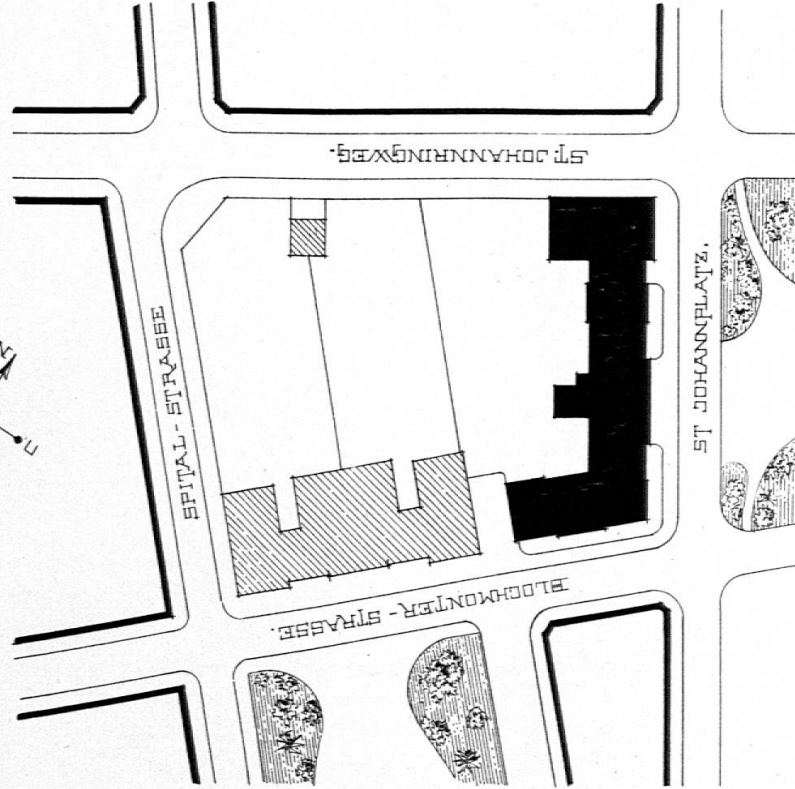 ST. JOHANNRINGWEG.
SPITAL-STRASSE
ST JOHANNPLATZ.
N
BLOCHMONTER-STRASSE.